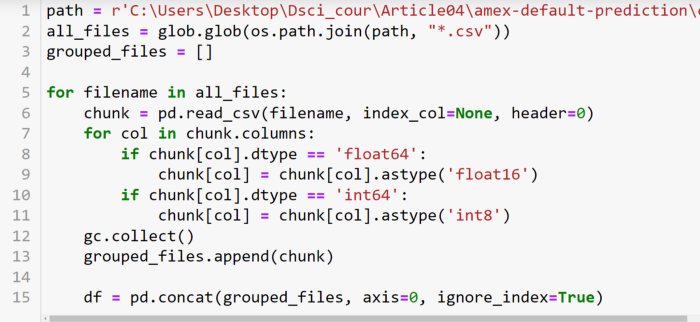 1 path = r'C:\Users\Desktop\Dsci_cour\Article04\amex-default-prediction\
2 all_files = glob.glob(os.path.join(path, "*.csv"))
3 grouped_files = []
4
5 for filename in all_files:
6     chunk = pd.read_csv(filename, index_col=None, header=0)
7     for col in chunk.columns:
8         if chunk[col].dtype == 'float64':
9             chunk[col] = chunk[col].astype('float16')
10         if chunk[col].dtype == 'int64':
11             chunk[col] = chunk[col].astype('int8')
12     gc.collect()
13     grouped_files.append(chunk)
14
15     df = pd.concat(grouped_files, axis=0, ignore_index=True)